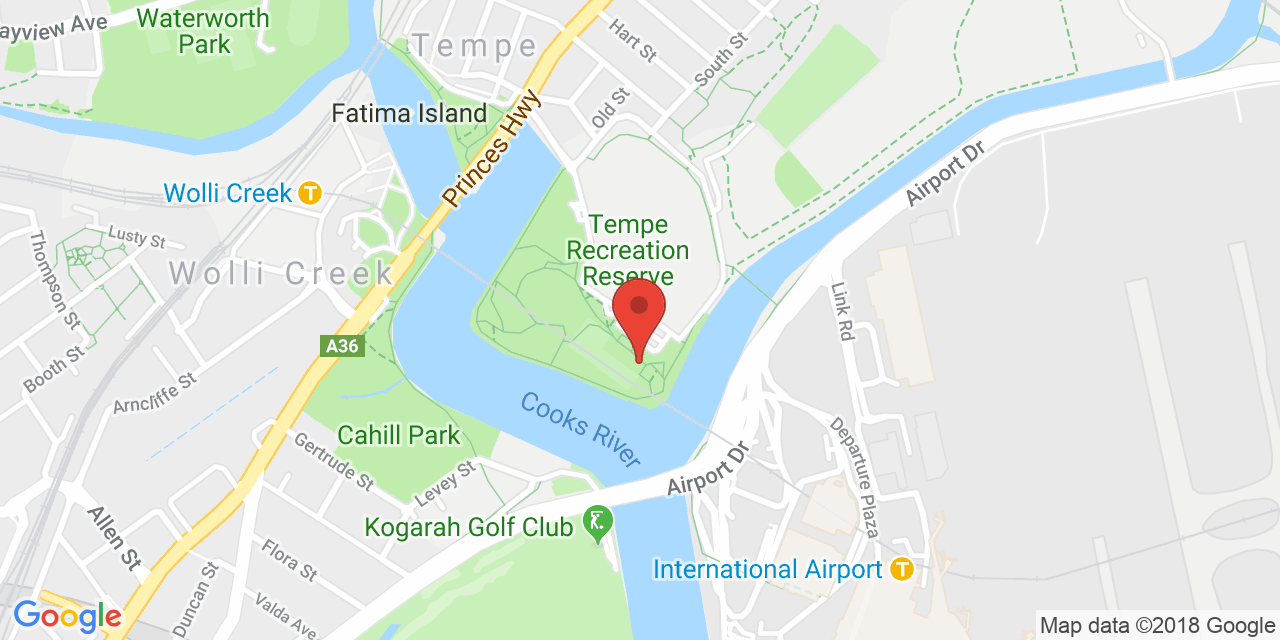 Waterworth
Park
ayview Ave
Tempe
Hart St
South St
Old St
Fatima Island
Princes Hwy
Airport Dr
Wolli Creek
T
Lusty St
Thompson St
Wolli Creek
Tempe
Recreation
Reserve
Link Rd
A36
Booth St
Arncliffe St
Cooks River
Cahill Park
Gertrude St
Levey St
Airport Dr
Departure Plaza
Allen St
Kogarah Golf Club
Flora St
International Airport
T
Duncan St
Valda Ave
Google
Map data ©2018 Google